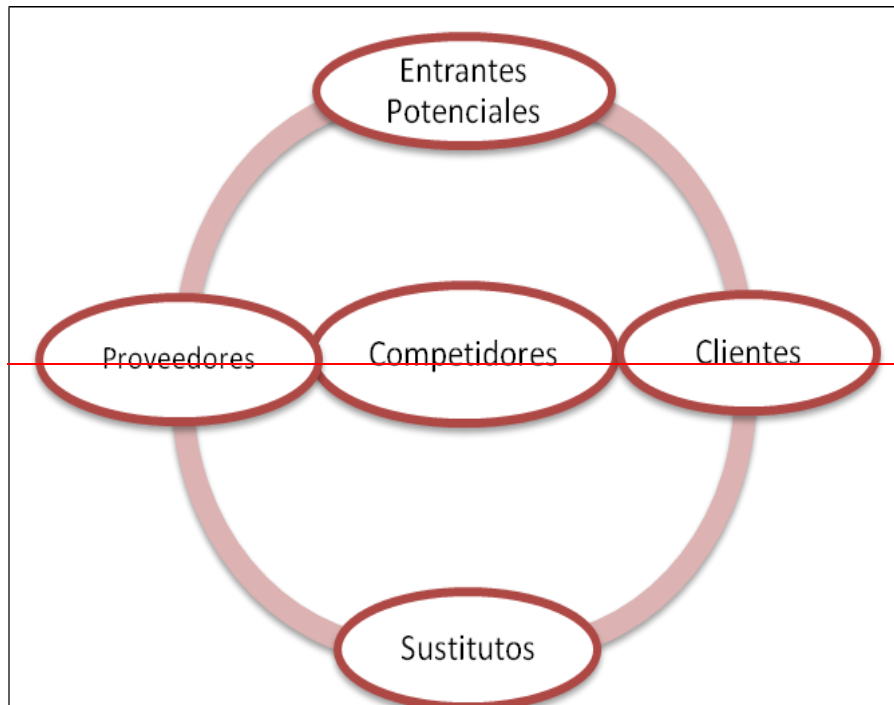 Entrantes
Potenciales
Proveedores
Competidores
Clientes
Sustitutos